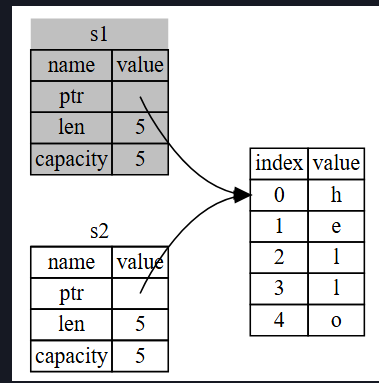 s1
name value
ptr
len 5
capacity 5
s2
name value
ptr
len 5
capacity 5
index value
0 h
1 e
2 l
3 l
4 o